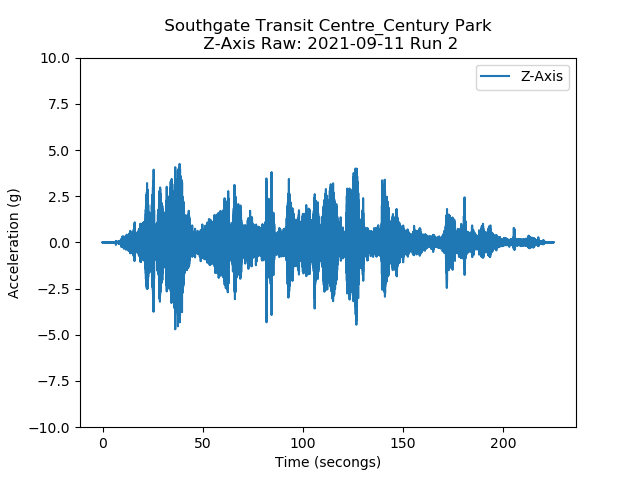 Southgate Transit Centre_Century Park
Z-Axis Raw: 2021-09-11 Run 2
Z-Axis
10.0
7.5
5.0
2.5
0.0
−2.5
−5.0
−7.5
−10.0
Acceleration (g)
0 50 100 150 200
Time (secongs)